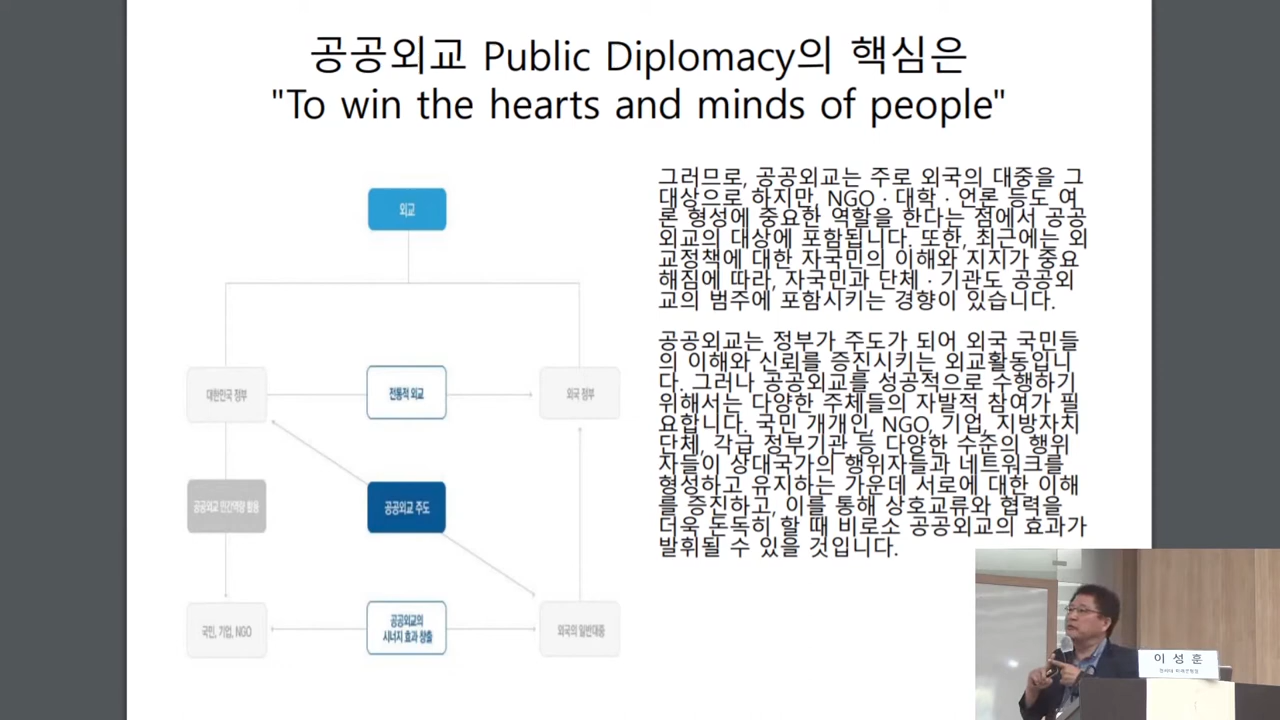 공공외교 Public Diplomacy의 핵심은
"To win the hearts and minds of people"
외교
대한민국 정부
전통적 외교
외국 정부
공공외교 민간역량 활용
공공외교 주도
국민, 기업, NGO
공공외교의
시너지 효과 창출
외국의 일반대중
그러므로, 공공외교는 주로 외국의 대중을 그
대상으로 하지만, NGO · 대학 · 언론 등도 여
론 형성에 중요한 역할을 한다는 점에서 공공
외교의 대상에 포함됩니다. 또한, 최근에는 외
교정책에 대한 자국민의 이해와 지지가 중요
해짐에 따라, 자국민과 단체 · 기관도 공공외
교의 범주에 포함시키는 경향이 있습니다.
공공외교는 정부가 주도가 되어 외국 국민들
의 이해와 신뢰를 증진시키는 외교활동입니
다. 그러나 공공외교를 성공적으로 수행하기
위해서는 다양한 주체들의 자발적 참여가 필
요합니다. 국민 개개인, NGO, 기업, 지방자치
단체, 각급 정부기관 등 다양한 수준의 행위
자들이 상대국가의 행위자들과 네트워크를
형성하고 유지하는 가운데 서로에 대한 이해
를 증진하고, 이를 통해 상호교류와 협력을
더욱 돈독히 할 때 비로소 공공외교의 효과가
발휘될 수 있을 것입니다.
이 성 훈